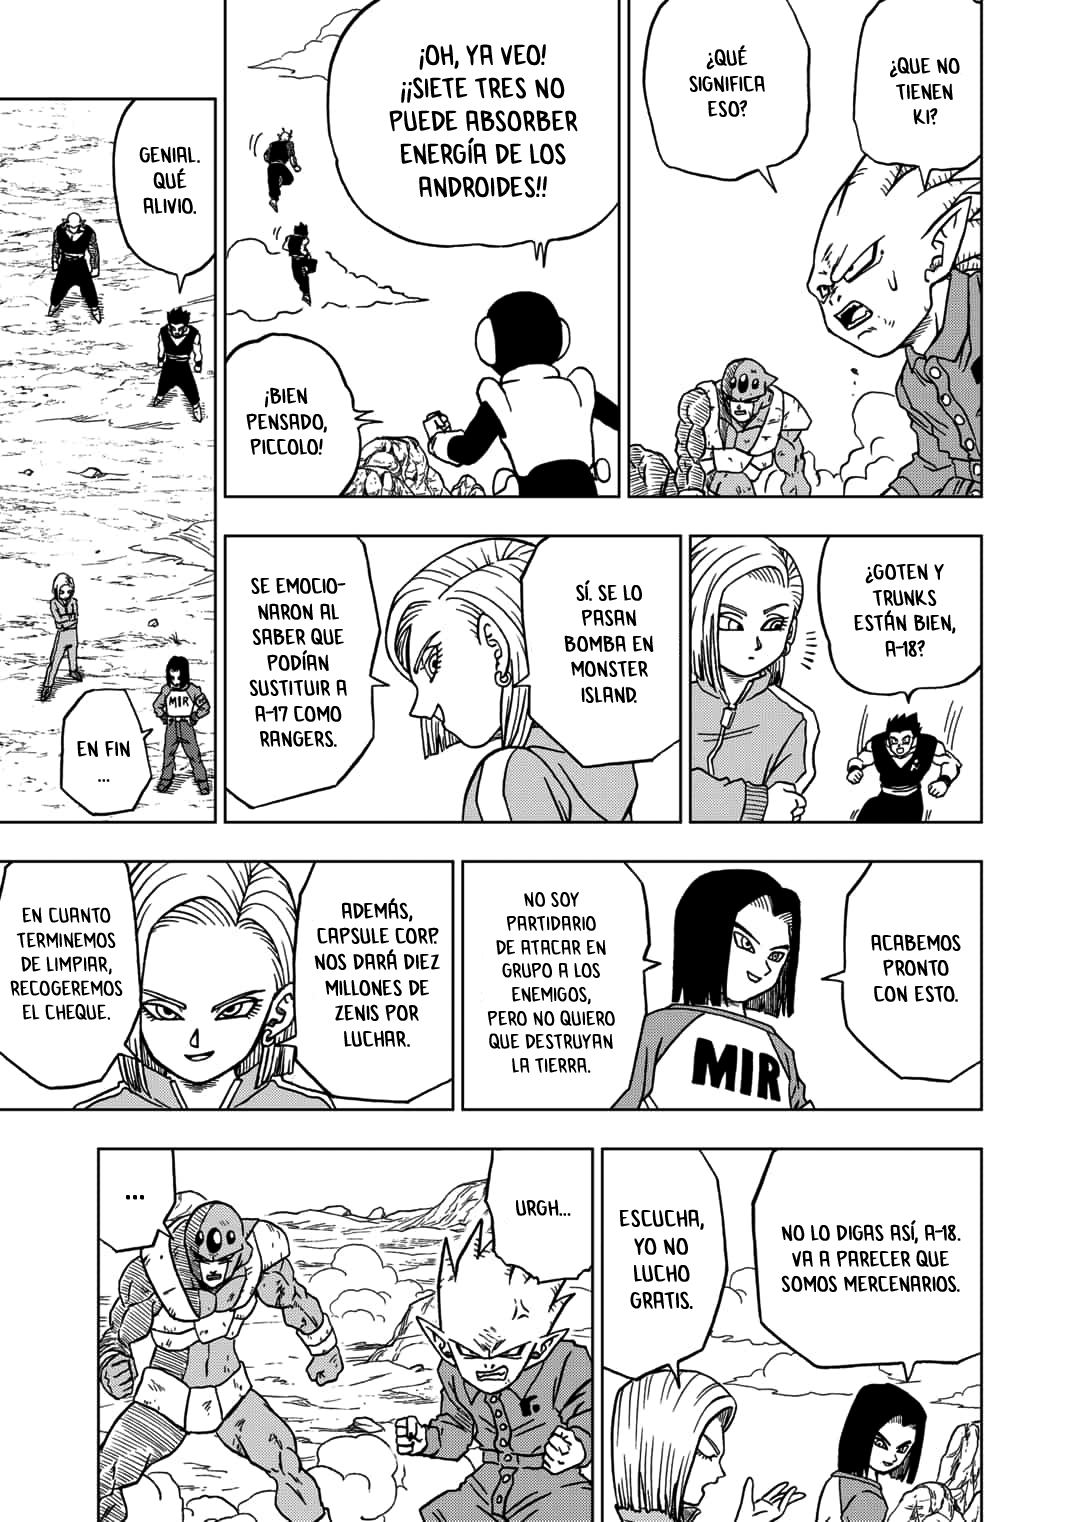 ¿QUE NO
TIENEN
KI?
¿QUÉ
SIGNIFICA
ESO?
¡OH, YA VEO!
¡¡SIETE TRES NO
PUEDE ABSORBER
ENERGÍA DE LOS
ANDROIDES!!
¡BIEN
PENSADO,
PICCOLO!
GENIAL.
QUÉ
ALIVIO.
MIR
EN FIN
...
¿GOTEN Y
TRUNKS
ESTÁN BIEN,
A-18?
SÍ. SE LO
PASAN
BOMBA EN
MONSTER
ISLAND.
SE EMOCIO-
NARON AL
SABER QUE
PODÍAN
SUSTITUIR A
A-17 COMO
RANGERS.
ACABEMOS
PRONTO
CON ESTO.
MIR
NO SOY
PARTIDARIO
DE ATACAR EN
GRUPO A LOS
ENEMIGOS,
PERO NO QUIERO
QUE DESTRUYAN
LA TIERRA.
ADEMÁS,
CAPSULE CORP.
NOS DARÁ DIEZ
MILLONES DE
ZENIS POR
LUCHAR.
EN CUANTO
TERMINEMOS
DE LIMPIAR,
RECOGEREMOS
EL CHEQUE.
NO LO DIGAS ASÍ, A-18.
VA A PARECER QUE
SOMOS MERCENARIOS.
ESCUCHA,
YO NO
LUCHO
GRATIS.
URGH...
...